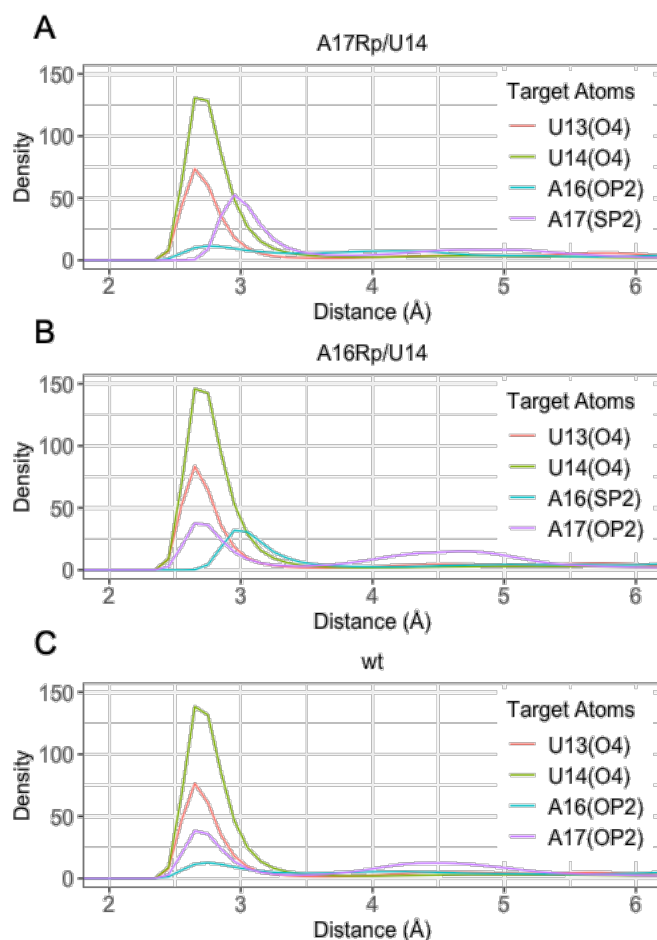 A
A17Rp/U14
150
100
50
0
Density
Target Atoms
U13(O4)
U14(O4)
A16(OP2)
A17(SP2)
2 3 4 5 6
Distance (Å)
B
A16Rp/U14
150
100
50
0
Density
Target Atoms
U13(O4)
U14(O4)
A16(SP2)
A17(OP2)
2 3 4 5 6
Distance (Å)
C
wt
150
100
50
0
Density
Target Atoms
U13(O4)
U14(O4)
A16(OP2)
A17(OP2)
2 3 4 5 6
Distance (Å)